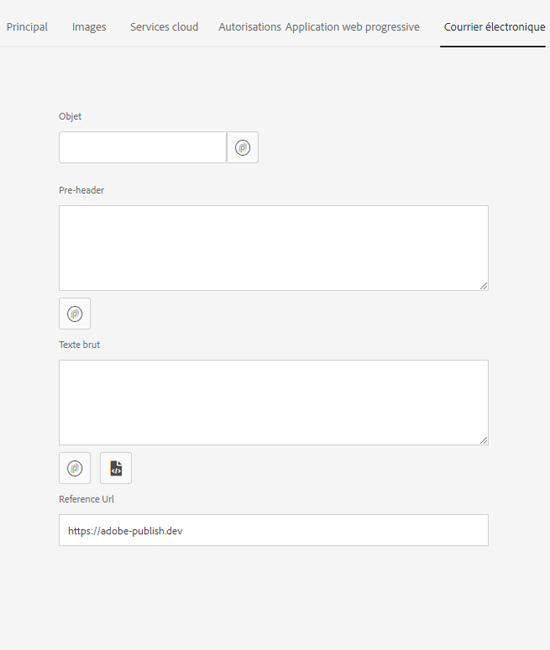 Principal Images Services cloud Autorisations Application web progressive Courrier électronique
Objet
Pre-header
Texte brut
Reference Url
https://adobe-publish.dev